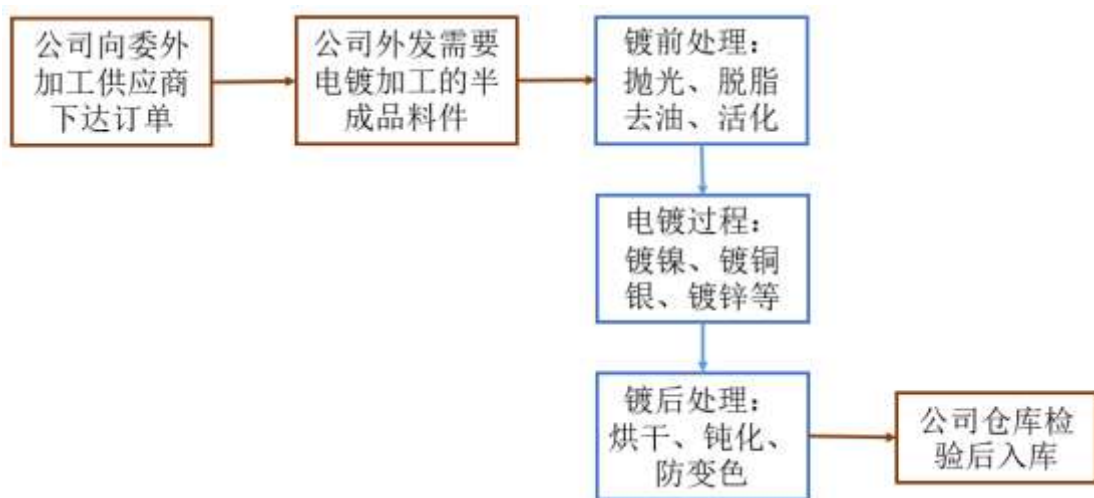 公司向委外
加工供应商
下达订单
公司外发需要
电镀加工的半
成品料件
镀前处理：
抛光、脱脂
去油、活化
电镀过程：
镀镍、镀铜
银、镀锌等
镀后处理：
烘干、钝化、
防变色
公司仓库检
验后入库